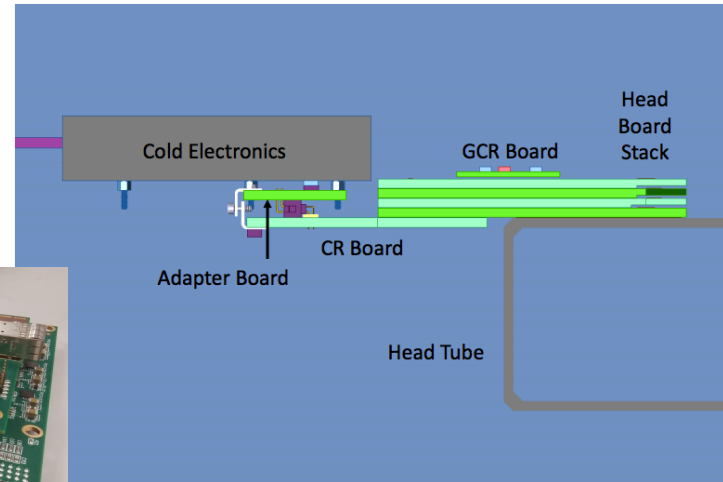 Cold Electronics
GCR Board
Head
Board
Stack
CR Board
Adapter Board
Head Tube